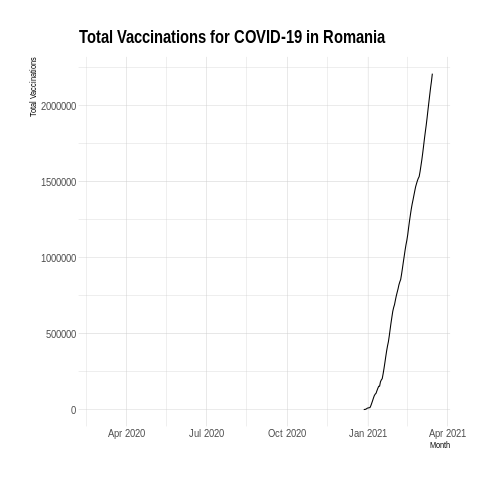 Total Vaccinations for COVID-19 in Romania
Total Vaccinations
2000000
1500000
1000000
500000
0
Apr 2020 Jul 2020 Oct 2020 Jan 2021 Apr 2021
Month